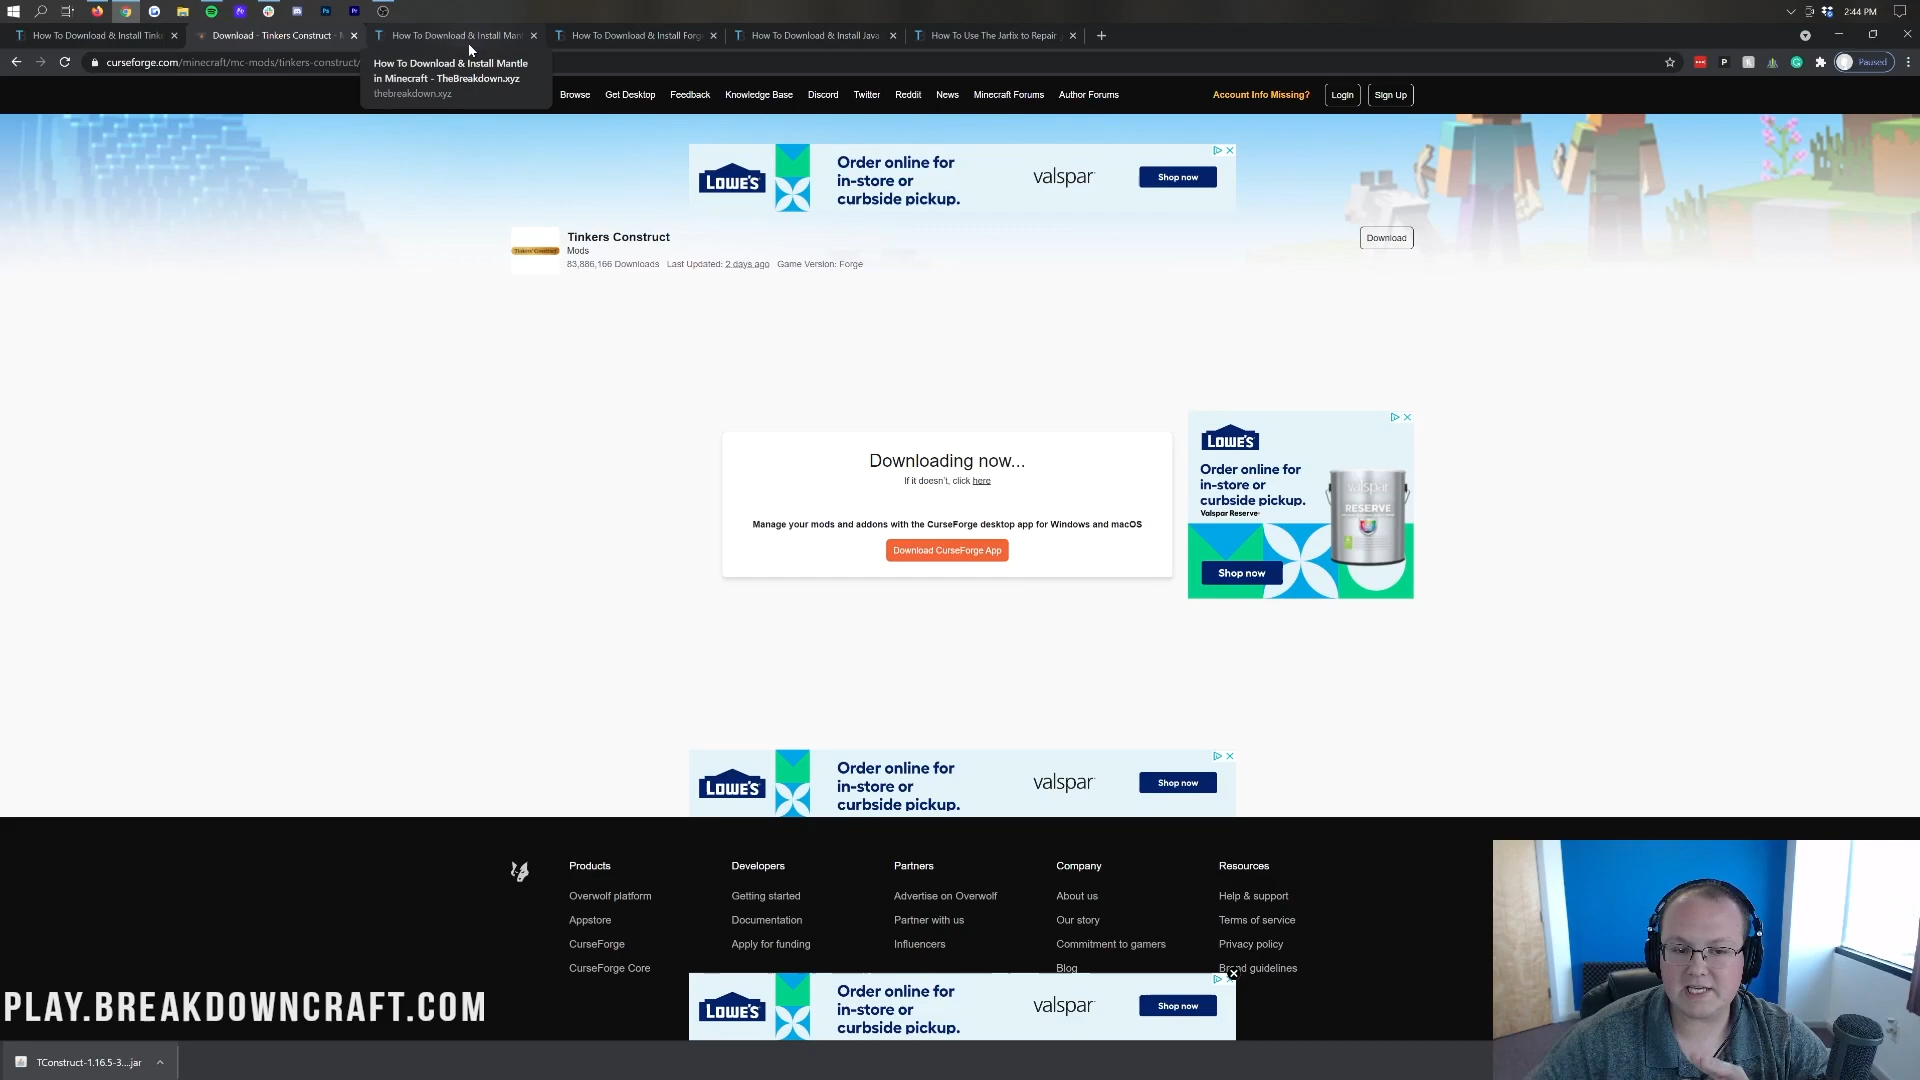 2:44 PM
How To Download & Install Tink
Download - Tinkers Construct -
How To Download & Install Mant
How To Download & Install Forg
How To Download & Install Java
How To Use The Jarfix to Repair
curseforge.com/minecraft/mc-mods/tinkers-construct/
Paused
How To Download & Install Mantle
in Minecraft - TheBreakdown.xyz
thebreakdown.xyz
Browse Get Desktop Feedback Knowledge Base Discord Twitter Reddit News Minecraft Forums Author Forums Account Info Missing? Login Sign Up
LOWE'S
Order online for
in-store or
curbside pickup.
valspar
Shop now
Tinkers Construct
Mods
83,886,166 Downloads Last Updated: 2 days ago Game Version: Forge
Download
Downloading now...
If it doesn't, click here
Manage your mods and addons with the CurseForge desktop app for Windows and macOS
Download CurseForge App
LOWE'S
Order online for
in-store or
curbside pickup.
Valspar Reserve
valspar
RESERVE
Shop now
LOWE'S
Order online for
in-store or
curbside pickup.
valspar
Shop now
Products
Overwolf platform
Appstore
CurseForge
CurseForge Core
Developers
Getting started
Documentation
Apply for funding
Partners
Advertise on Overwolf
Partner with us
Influencers
Company
About us
Our story
Commitment to gamers
Blog
Resources
Help & support
Terms of service
Privacy policy
Brand guidelines
LOWE'S
Order online for
in-store or
curbside pickup.
valspar
Shop now
PLAY.BREAKDOWNCRAFT.COM
TConstruct-1.16.5-3....jar